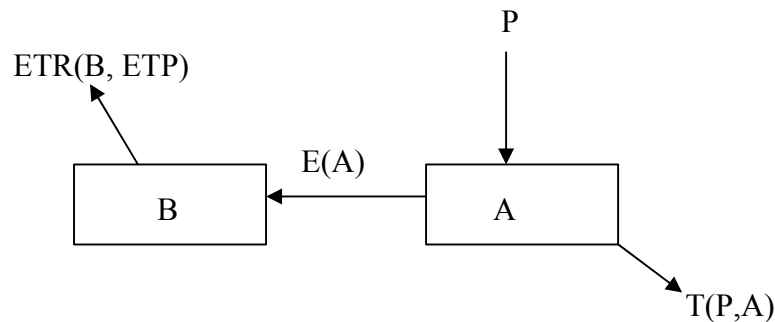 P
ETR(B, ETP)
E(A)
B
A
T(P,A)